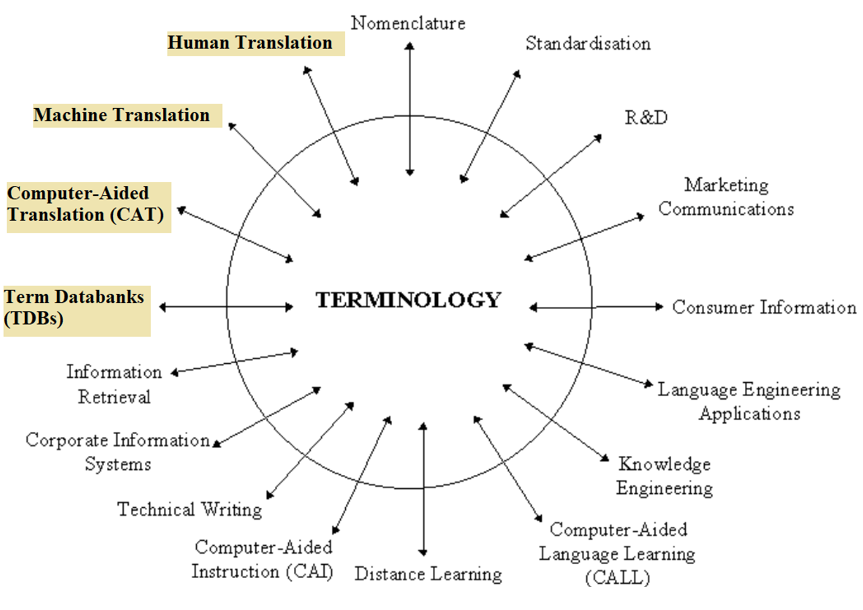 Nomenclature
Human Translation
Standardisation
Machine Translation
R&D
Computer-Aided
Translation (CAT)
Marketing
Communications
Term Databanks
(TDBs)
TERMINOLOGY
Consumer Information
Information
Retrieval
Language Engineering
Applications
Corporate Information
Systems
Knowledge
Engineering
Technical Writing
Computer-Aided
Instruction (CAI)
Distance Learning
Computer-Aided
Language Learning
(CALL)